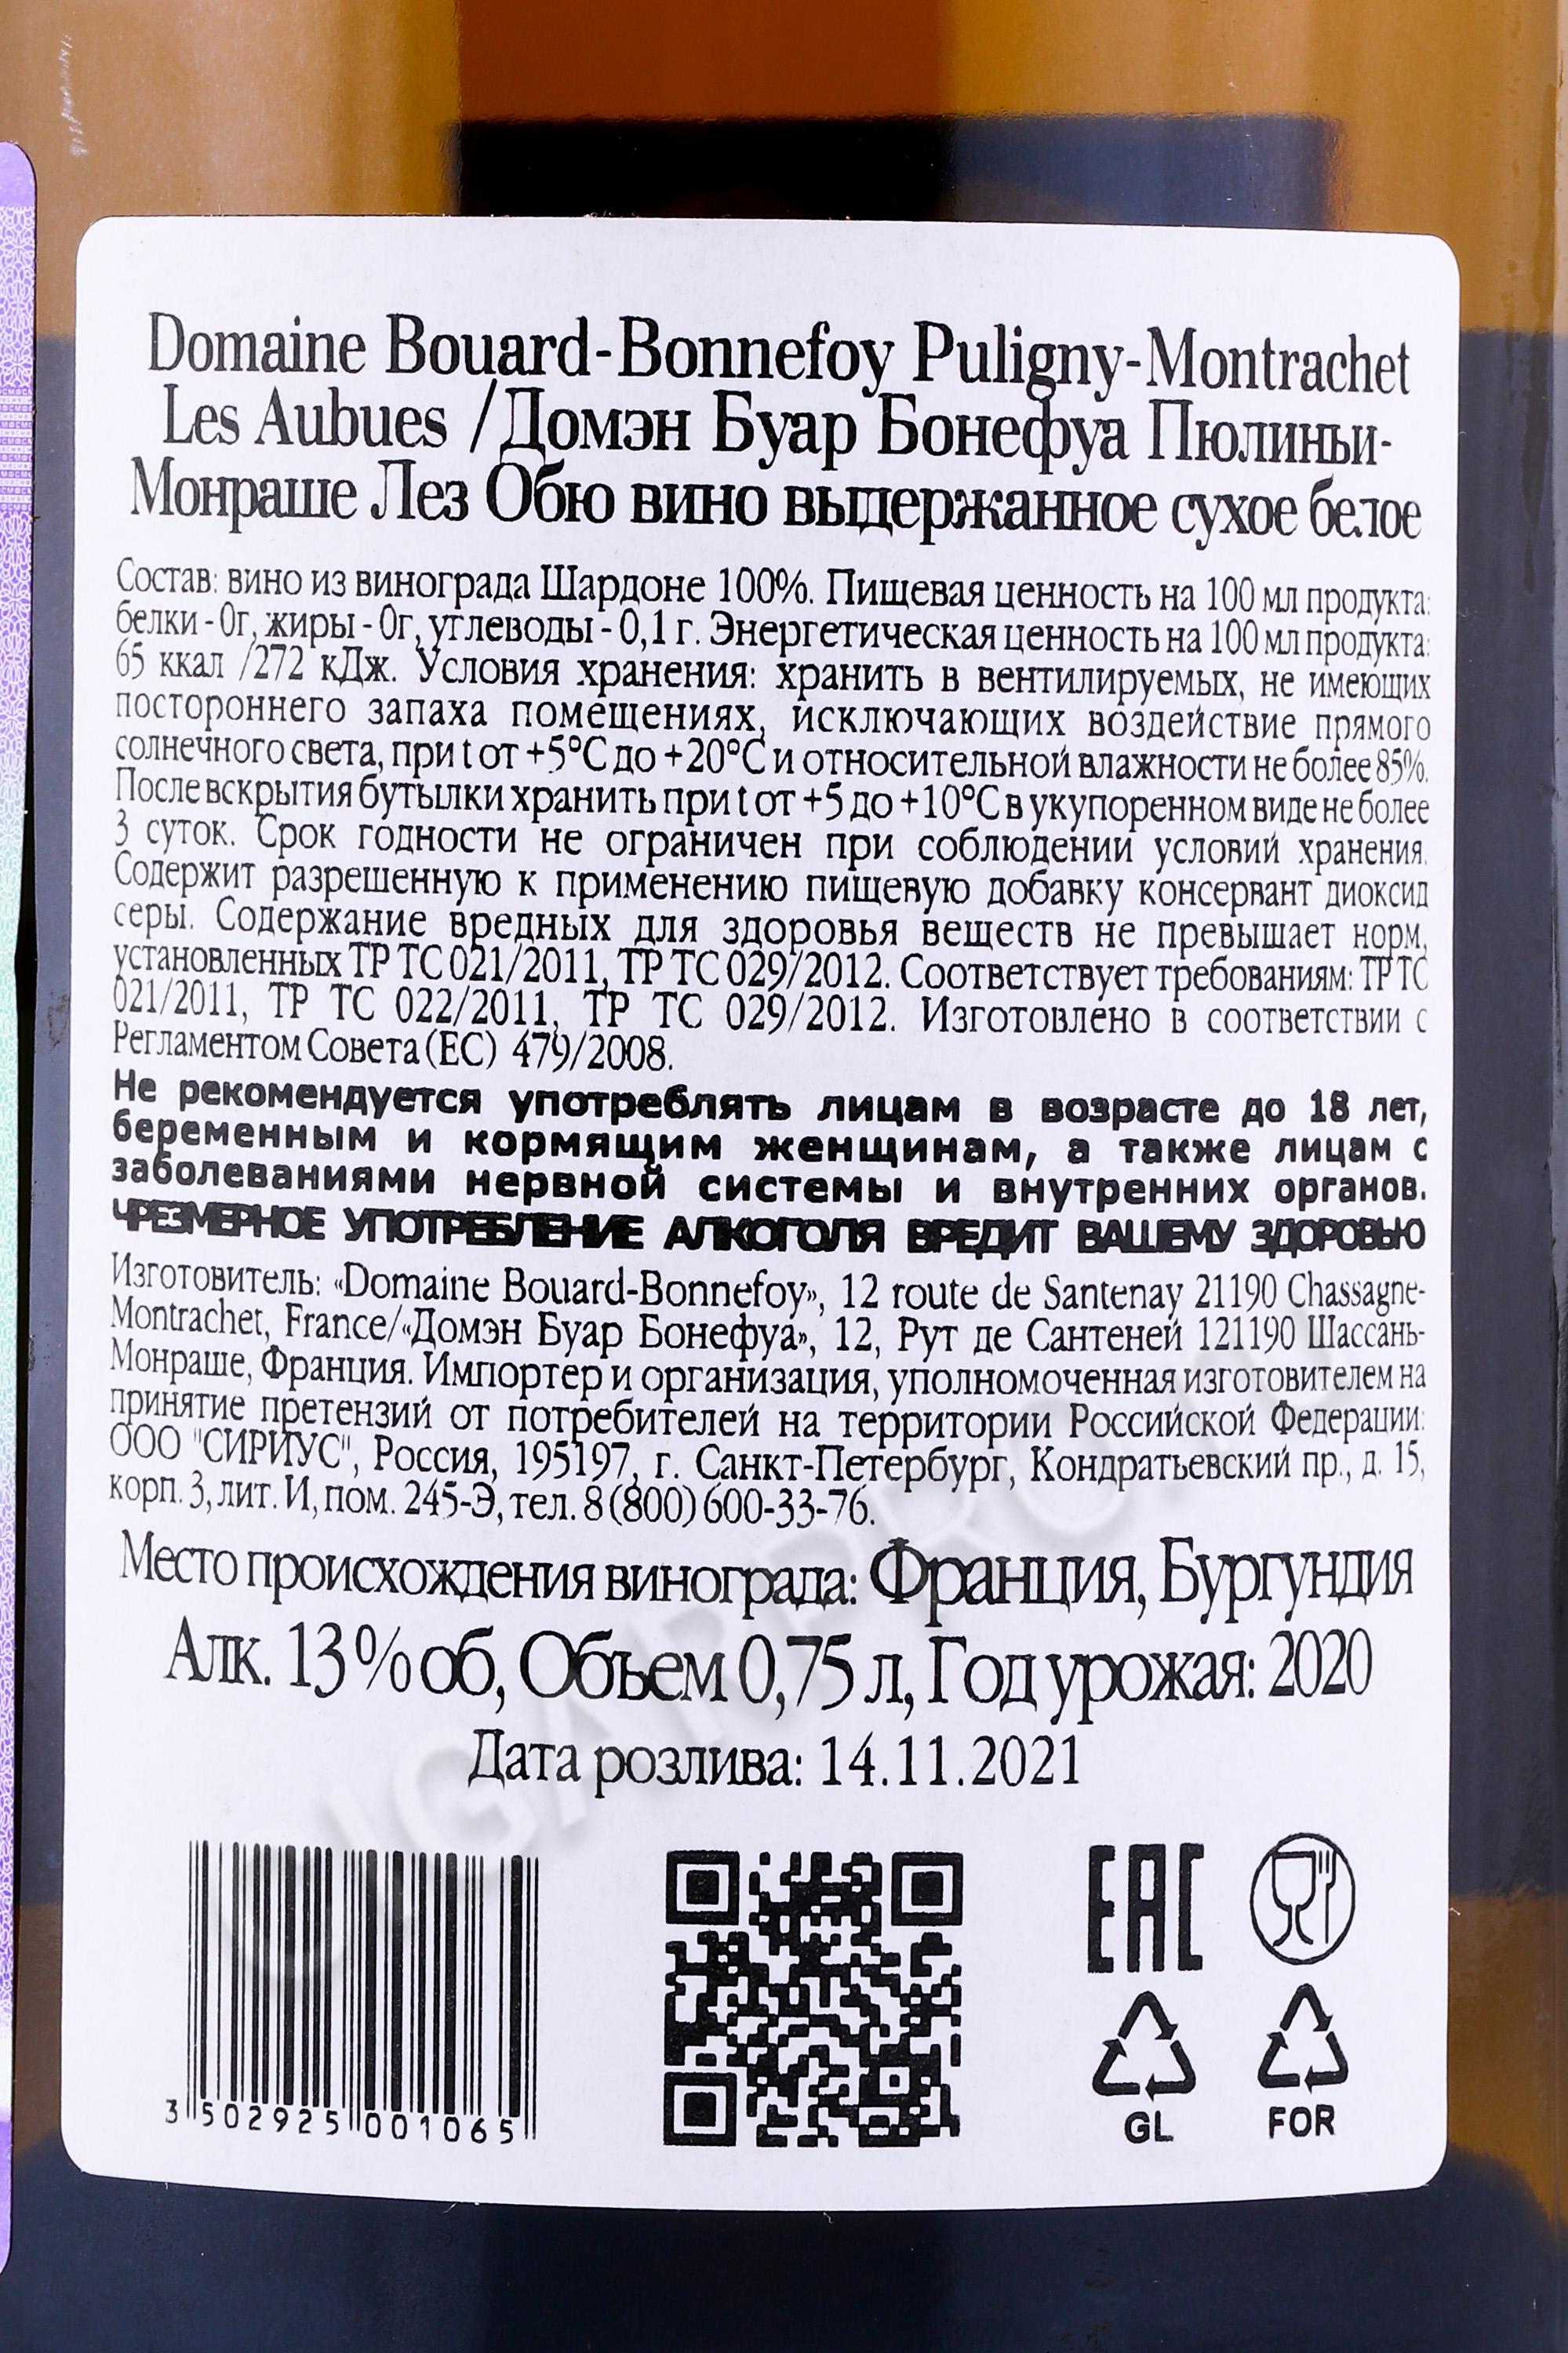 Domaine Bouard-Bonnefoy Puligny-Montrachet
Les Aubues /Домэн Буар Бонефуа Пюлиньи-
Монраше Лез Обю вино выдержанное сухое белое
Состав: вино из винограда Шардоне 100%. Пищевая ценность на 100 мл продукта:
белки - 0г, жиры - 0г, углеводы - 0,1 г. Энергетическая ценность на 100 мл продукта:
65 ккал /272 кДж. Условия хранения: хранить в вентилируемых, не имеющих
постороннего запаха помещениях, исключающих воздействие прямого
солнечного света, при t от +5°C до +20°C и относительной влажности не более 85%.
После вскрытия бутылки хранить при t от +5 до +10°C в укупоренном виде не более
3 суток. Срок годности не ограничен при соблюдении условий хранения.
Содержит разрешенную к применению пищевую добавку консервант диоксид
серы. Содержание вредных для здоровья веществ не превышает норм,
установленных ТР ТС 021/2011, ТР ТС 029/2012. Соответствует требованиям: ТР ТС
021/2011, ТР ТС 022/2011, ТР ТС 029/2012. Изготовлено в соответствии с
Регламентом Совета (ЕС) 479/2008.
Не рекомендуется употреблять лицам в возрасте до 18 лет,
беременным и кормящим женщинам, а также лицам с
заболеваниями нервной системы и внутренних органов.
ЧРЕЗМЕРНОЕ УПОТРЕБЛЕНИЕ АЛКОГОЛЯ ВРЕДИТ ВАШЕМУ ЗДОРОВЬЮ
Изготовитель: «Domaine Bouard-Bonnefoy», 12 route de Santenay 21190 Chassagne-
Montrachet, France/«Домэн Буар Бонефуа», 12, Рут де Сантеней 121190 Шассань-
Монраше, Франция. Импортер и организация, уполномоченная изготовителем на
принятие претензий от потребителей на территории Российской Федерации:
ООО "СИРИУС", Россия, 195197, г. Санкт-Петербург, Кондратьевский пр., д. 15,
корп. 3, лит. И, пом. 245-Э, тел. 8 (800) 600-33-76.
Место происхождения винограда: Франция, Бургундия
Алк. 13 % об, Объем 0,75 л, Год урожая: 2020
Дата розлива: 14.11.2021
3 502925 001065
EAC
GL FOR